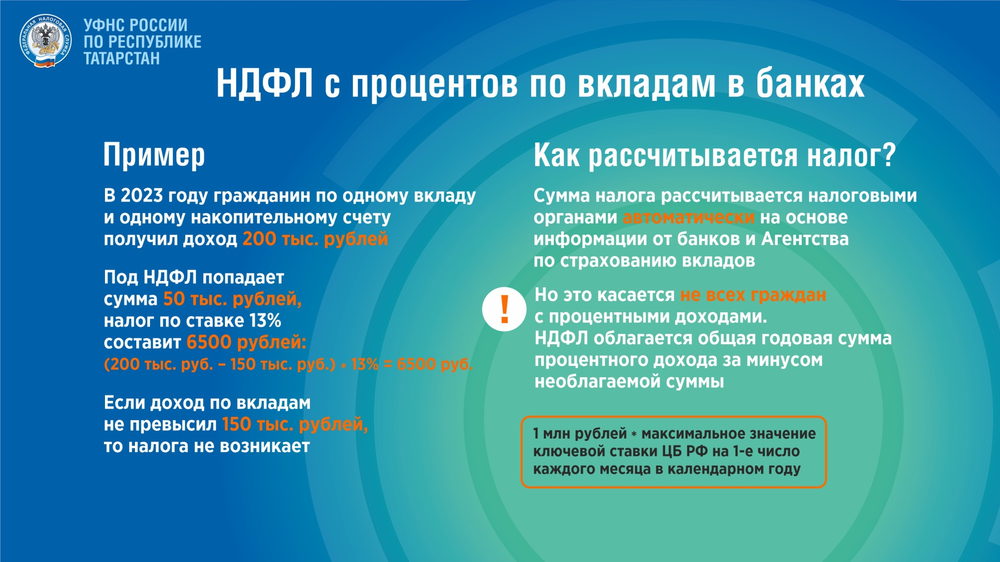 ФЕДЕРАЛЬНАЯ НАЛОГОВАЯ СЛУЖБА
УФНС РОССИИ
ПО РЕСПУБЛИКЕ
ТАТАРСТАН
НДФЛ с процентов по вкладам в банках
Пример
В 2023 году гражданин по одному вкладу
и одному накопительному счету
получил доход 200 тыс. рублей
Под НДФЛ попадает
сумма 50 тыс. рублей,
налог по ставке 13%
составит 6500 рублей:
(200 тыс. руб. – 150 тыс. руб.) * 13% = 6500 руб.
Если доход по вкладам
не превысил 150 тыс. рублей,
то налога не возникает
Как рассчитывается налог?
Сумма налога рассчитывается налоговыми
органами автоматически на основе
информации от банков и Агентства
по страхованию вкладов
!
Но это касается не всех граждан
с процентными доходами.
НДФЛ облагается общая годовая сумма
процентного дохода за минусом
необлагаемой суммы
1 млн рублей * максимальное значение
ключевой ставки ЦБ РФ на 1-е число
каждого месяца в календарном году